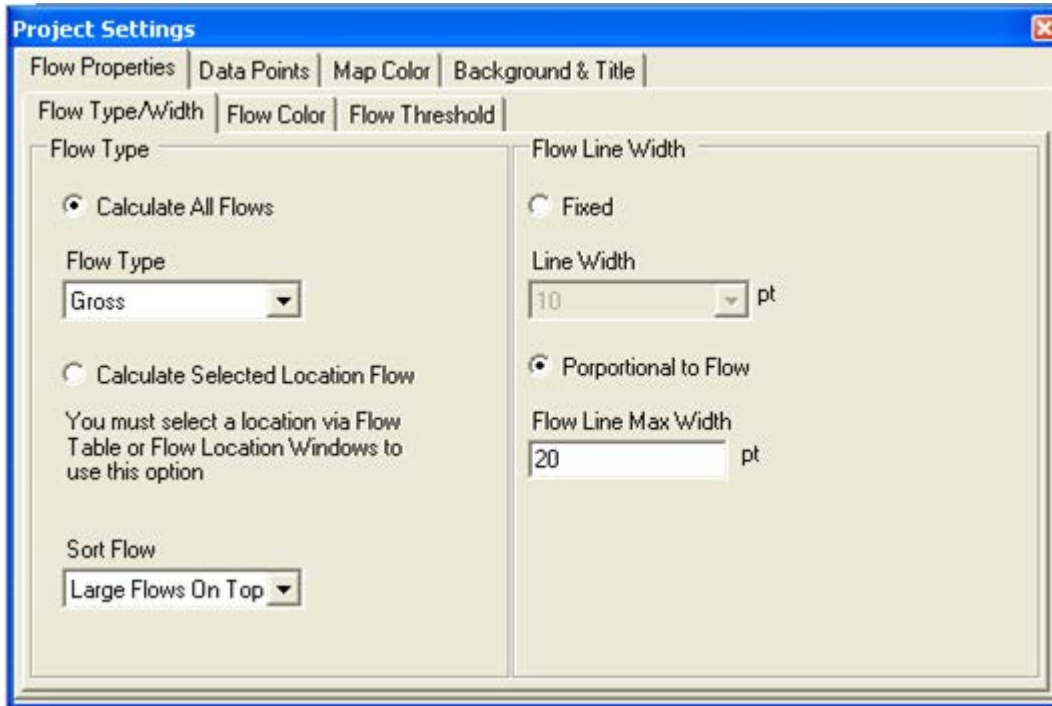 Project Settings
Flow Properties Data Points Map Color Background & Title
Flow Type/Width Flow Color Flow Threshold
Flow Type
Calculate All Flows
Flow Type
Gross
Calculate Selected Location Flow
You must select a location via Flow
Table or Flow Location Windows to
use this option
Sort Flow
Large Flows On Top
Flow Line Width
Fixed
Line Width
10 pt
Porportional to Flow
Flow Line Max Width
20 pt